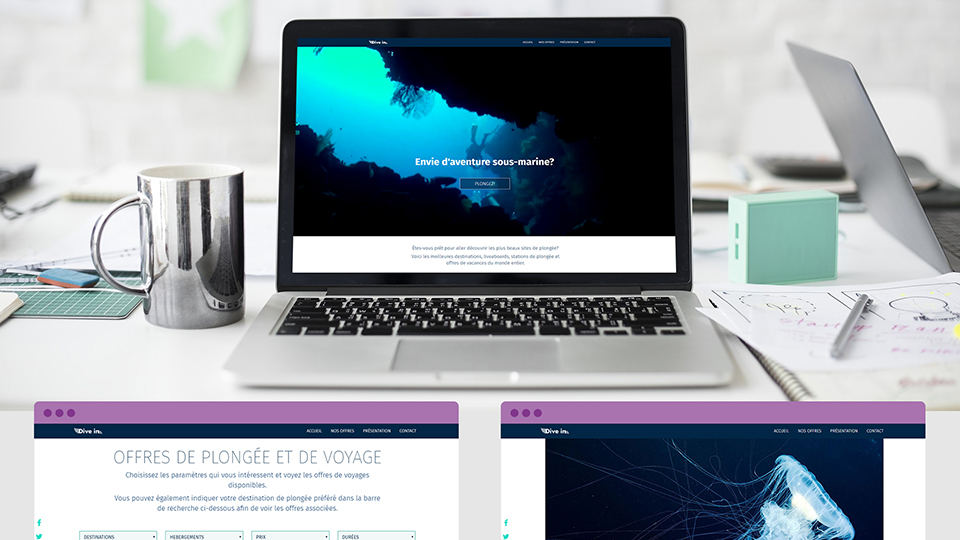 Dive in.
ACCUEIL NOS OFFRES PRÉSENTATION CONTACT
Envie d'aventure sous-marine?
PLONGEZ!
Êtes-vous prêt pour aller découvrir les plus beaux sites de plongée?
Voici les meilleures destinations, liveaboards, stations de plongée et
offres de vacances du monde entier.
Startup Plan
Dive in.
ACCUEIL NOS OFFRES PRÉSENTATION CONTACT
OFFRES DE PLONGÉE ET DE VOYAGE
Choisissez les paramètres qui vous intéressent et voyez les offres de voyages
disponibles.
Vous pouvez également indiquer votre destination de plongée préféré dans la barre
de recherche ci-dessous afin de voir les offres associées.
DESTINATIONS HEBERGEMENTS PRIX DURÉES
Dive in.
ACCUEIL NOS OFFRES PRÉSENTATION CONTACT